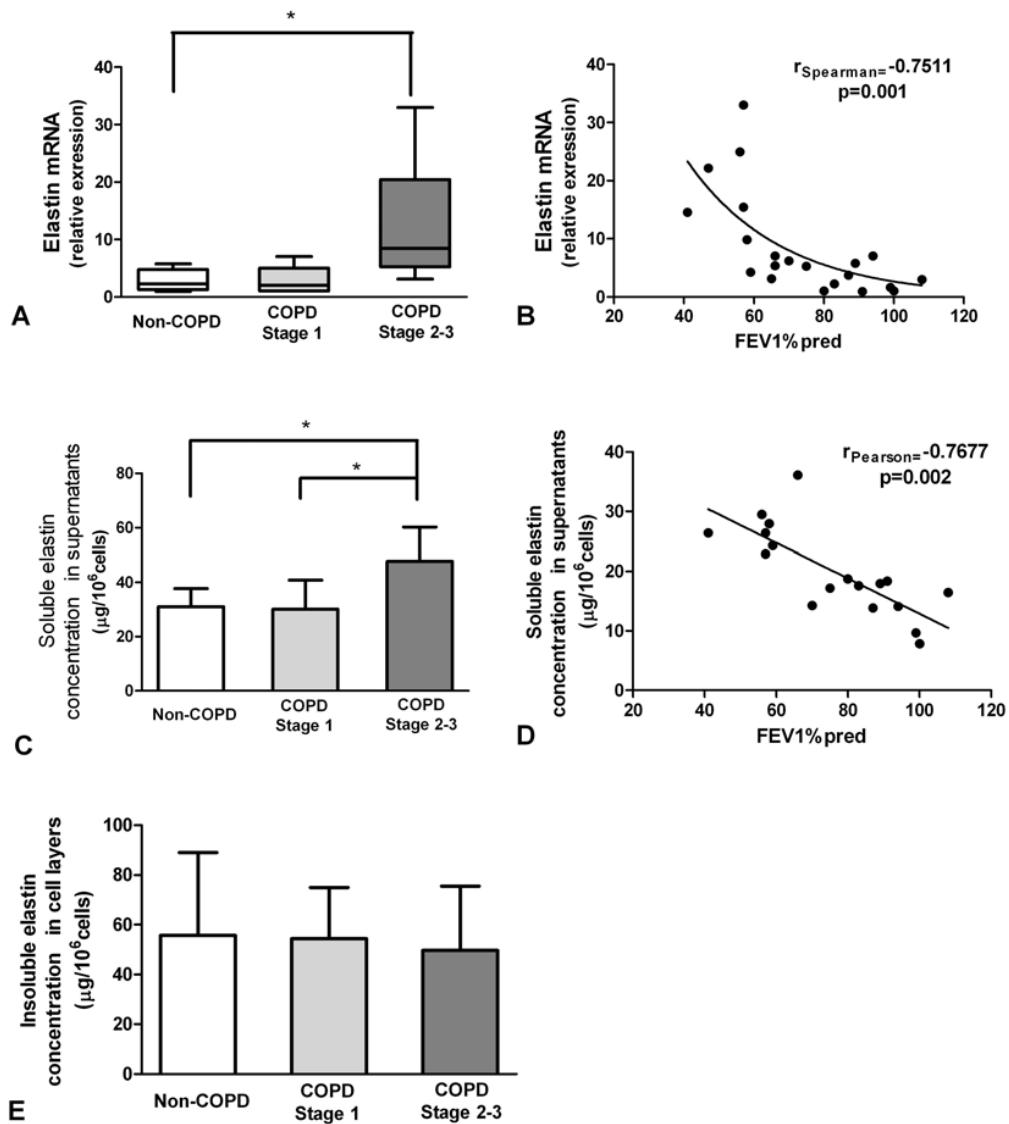 *
40
30
20
10
0
Elastin mRNA
(relative exression)
Non-COPD
COPD
Stage 1
COPD
Stage 2-3
A
rSpearman=-0.7511
p=0.001
40
30
20
10
0
Elastin mRNA
(relative exression)
20 40 60 80 100 120
FEV1%pred
B
*
*
80
60
40
20
0
Soluble elastin
concentration in supernatants
(µg/10⁶cells)
Non-COPD
COPD
Stage 1
COPD
Stage 2-3
C
rPearson=-0.7677
p=0.002
40
30
20
10
0
Soluble elastin
concentration in supernatants
(µg/10⁶cells)
20 40 60 80 100 120
FEV1%pred
D
100
80
60
40
20
0
Insoluble elastin
concentration in cell layers
(µg/10⁶cells)
Non-COPD
COPD
Stage 1
COPD
Stage 2-3
E